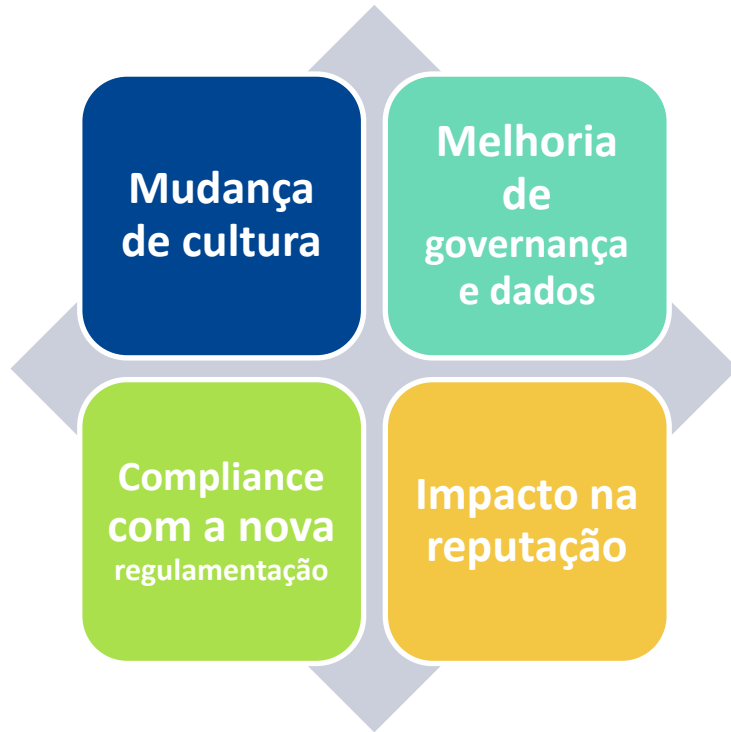 Mudança
de cultura
Melhoria
de
governança
e dados
Compliance
com a nova
regulamentação
Impacto na
reputação